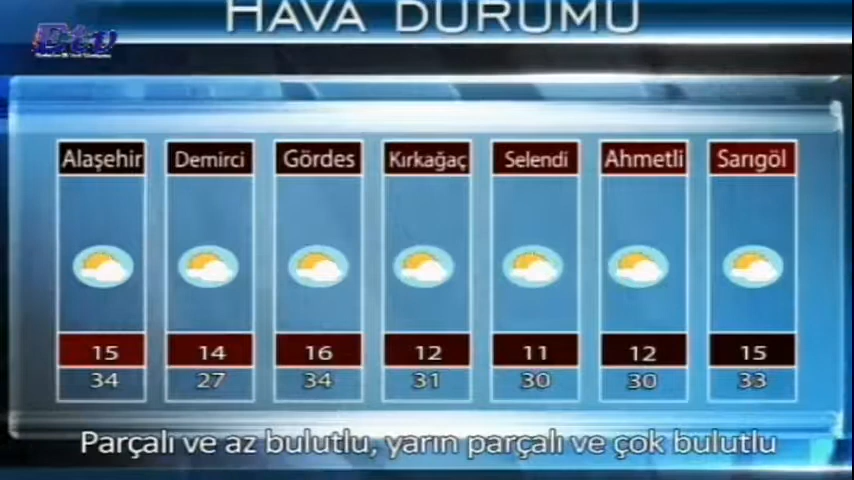 HAVA DURUMU
Etv
Alaşehir Demirci Gördes Kırkağaç Selendi Ahmetli Sarıgöl
15 14 16 12 11 12 15
34 27 34 31 30 30 33
Parçalı ve az bulutlu, yarın parçalı ve çok bulutlu